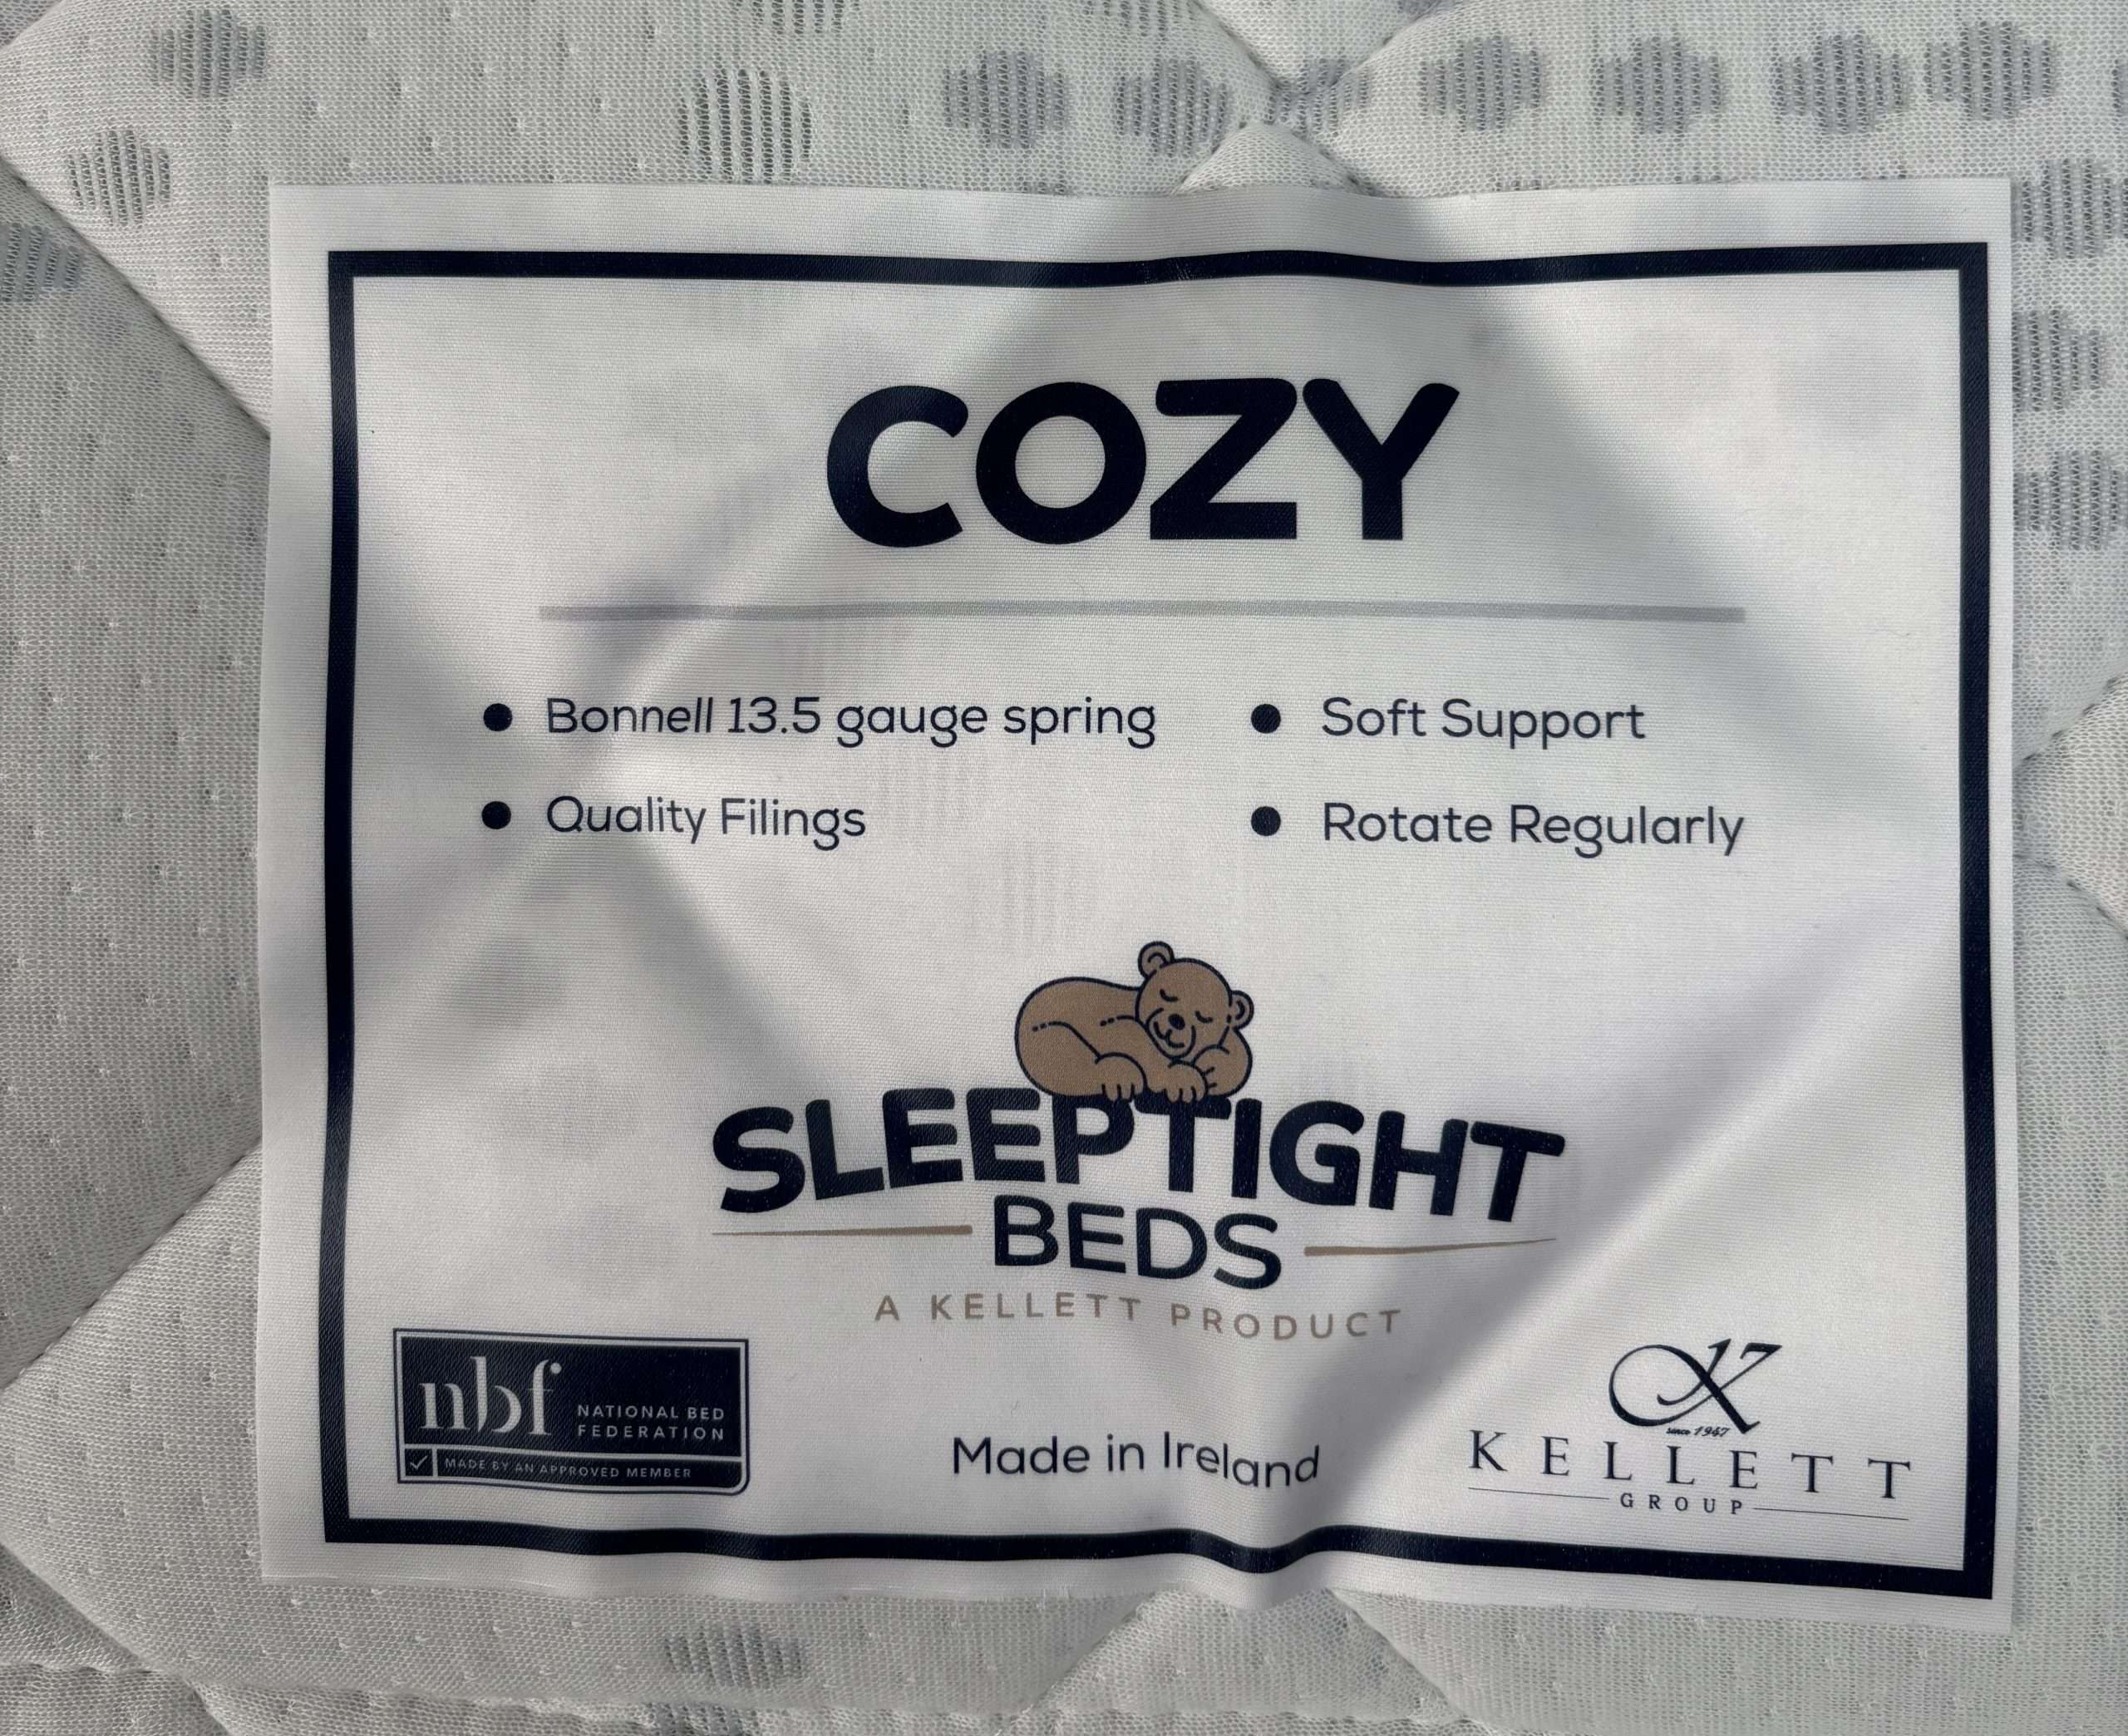 COZY
Bonnell 13.5 gauge spring
Quality Filings
Soft Support
Rotate Regularly
SLEEPTIGHT
BEDS
A KELLETT PRODUCT
nbf
NATIONAL BED
FEDERATION
MADE BY AN APPROVED MEMBER
Made in Ireland
K
since 1947
KELLETT
GROUP